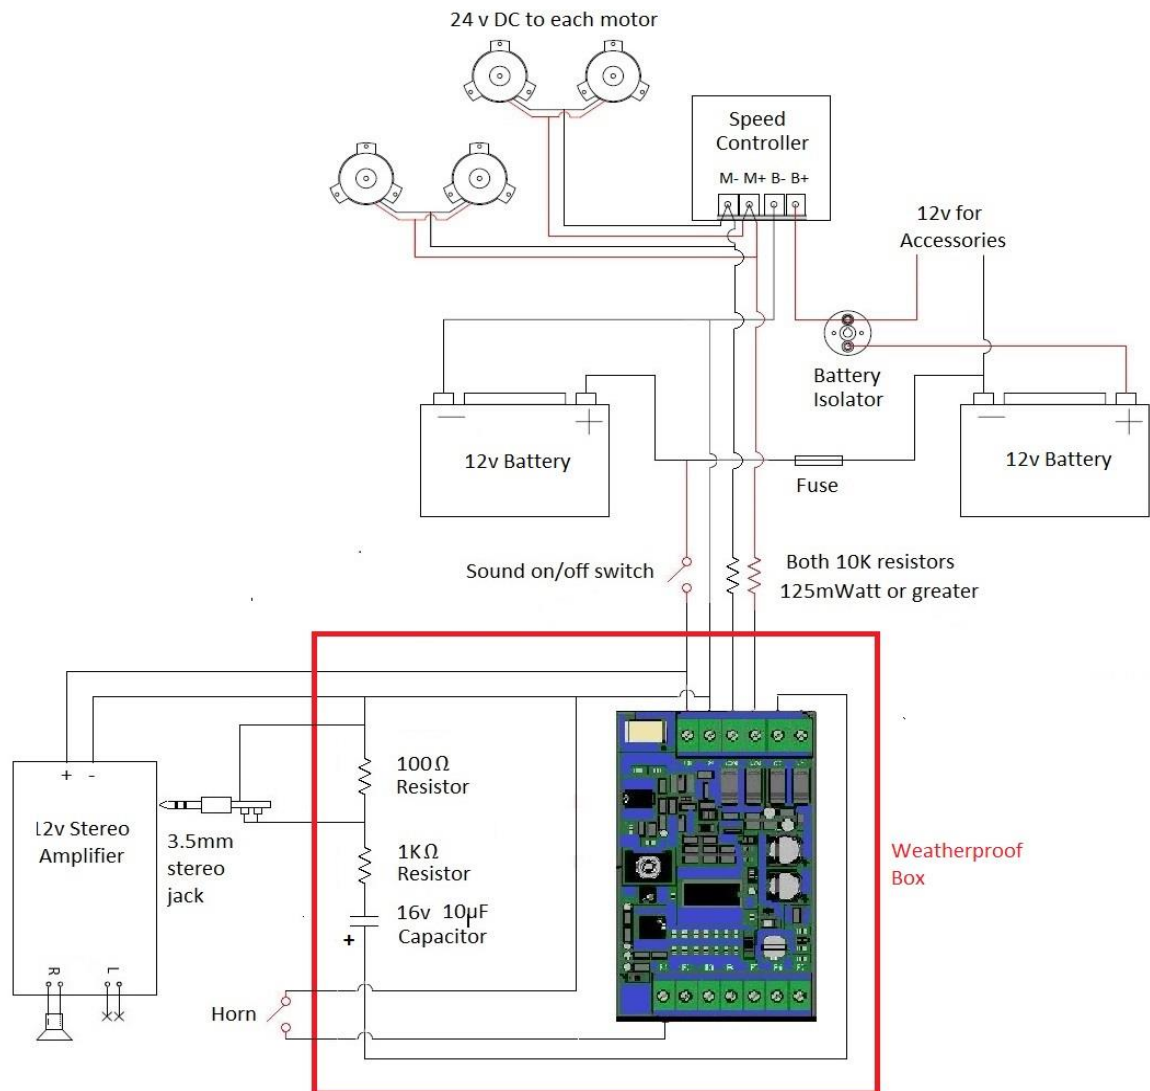 24 v DC to each motor
Speed
Controller
M- M+ B- B+
12v for
Accessories
Battery
Isolator
12v Battery
12v Battery
Fuse
Sound on/off switch
Both 10K resistors
125mWatt or greater
+ -
100Ω
Resistor
12v Stereo
Amplifier
3.5mm
stereo
jack
1KΩ
Resistor
16v 10µF
Capacitor
+
Weatherproof
Box
R L
Horn